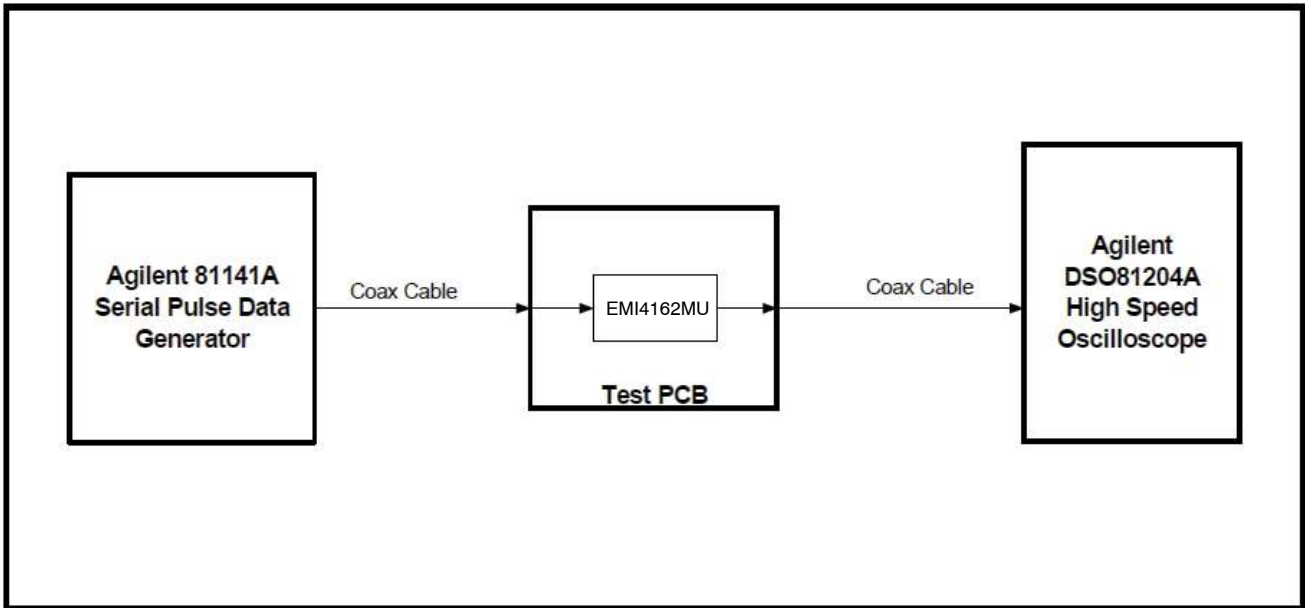 Agilent 81141A
Serial Pulse Data
Generator
Coax Cable
EMI4162MU
Test PCB
Coax Cable
Agilent
DSO81204A
High Speed
Oscilloscope